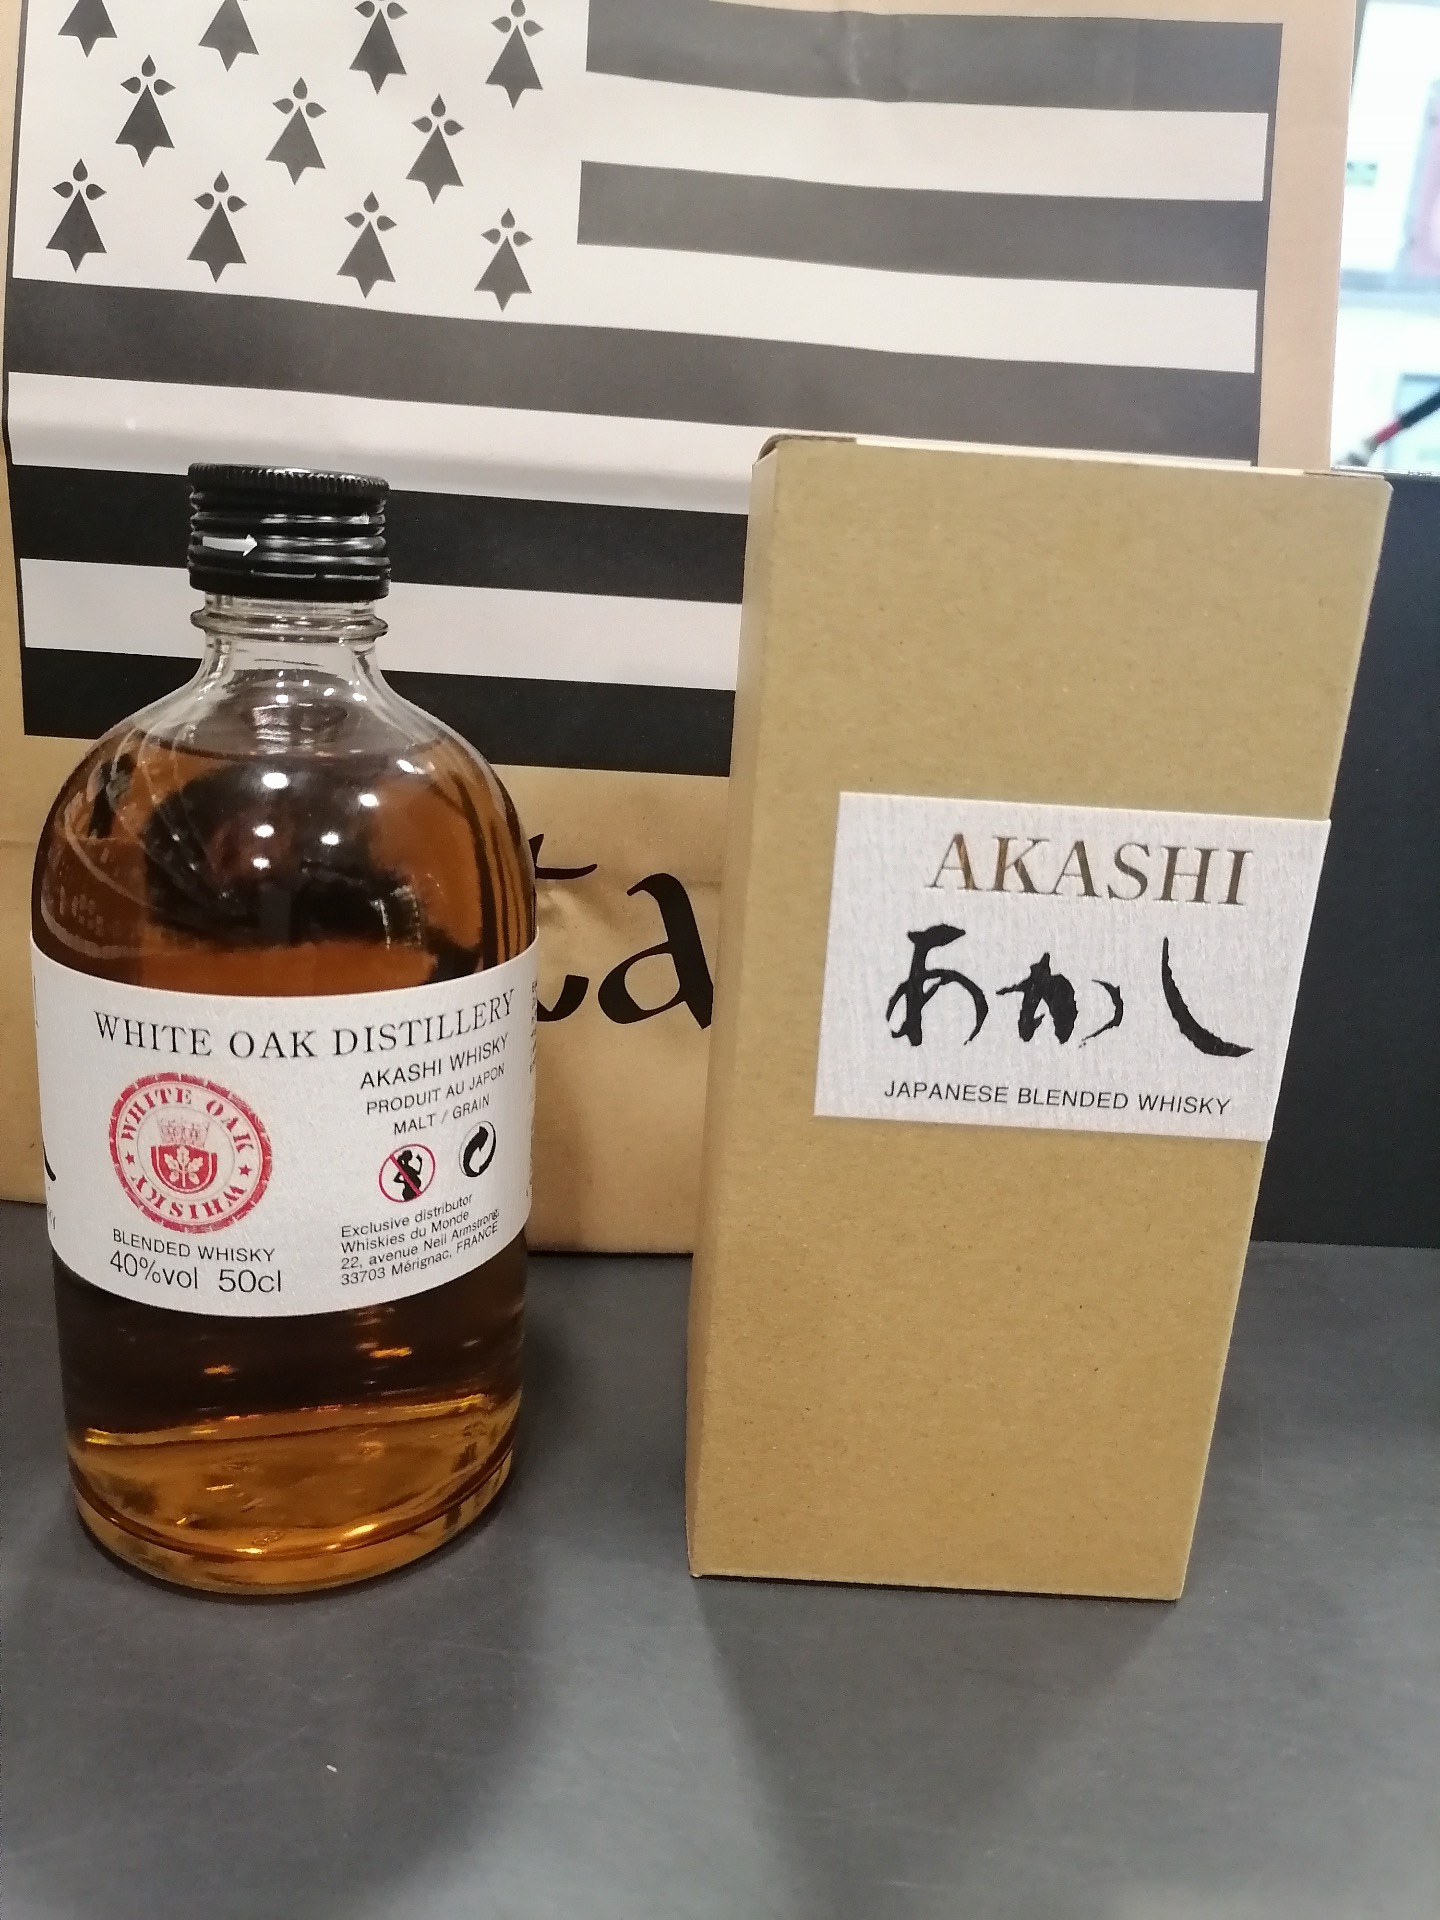 WHITE OAK DISTILLERY
AKASHI WHISKY
PRODUIT AU JAPON
MALT / GRAIN
WHITE OAK
WHISKY
BLENDED WHISKY
40%vol 50cl
Exclusive distributor
Whiskies du Monde
22, avenue Neil Armstrong,
33703 Mérignac, FRANCE
AKASHI
あかし
JAPANESE BLENDED WHISKY